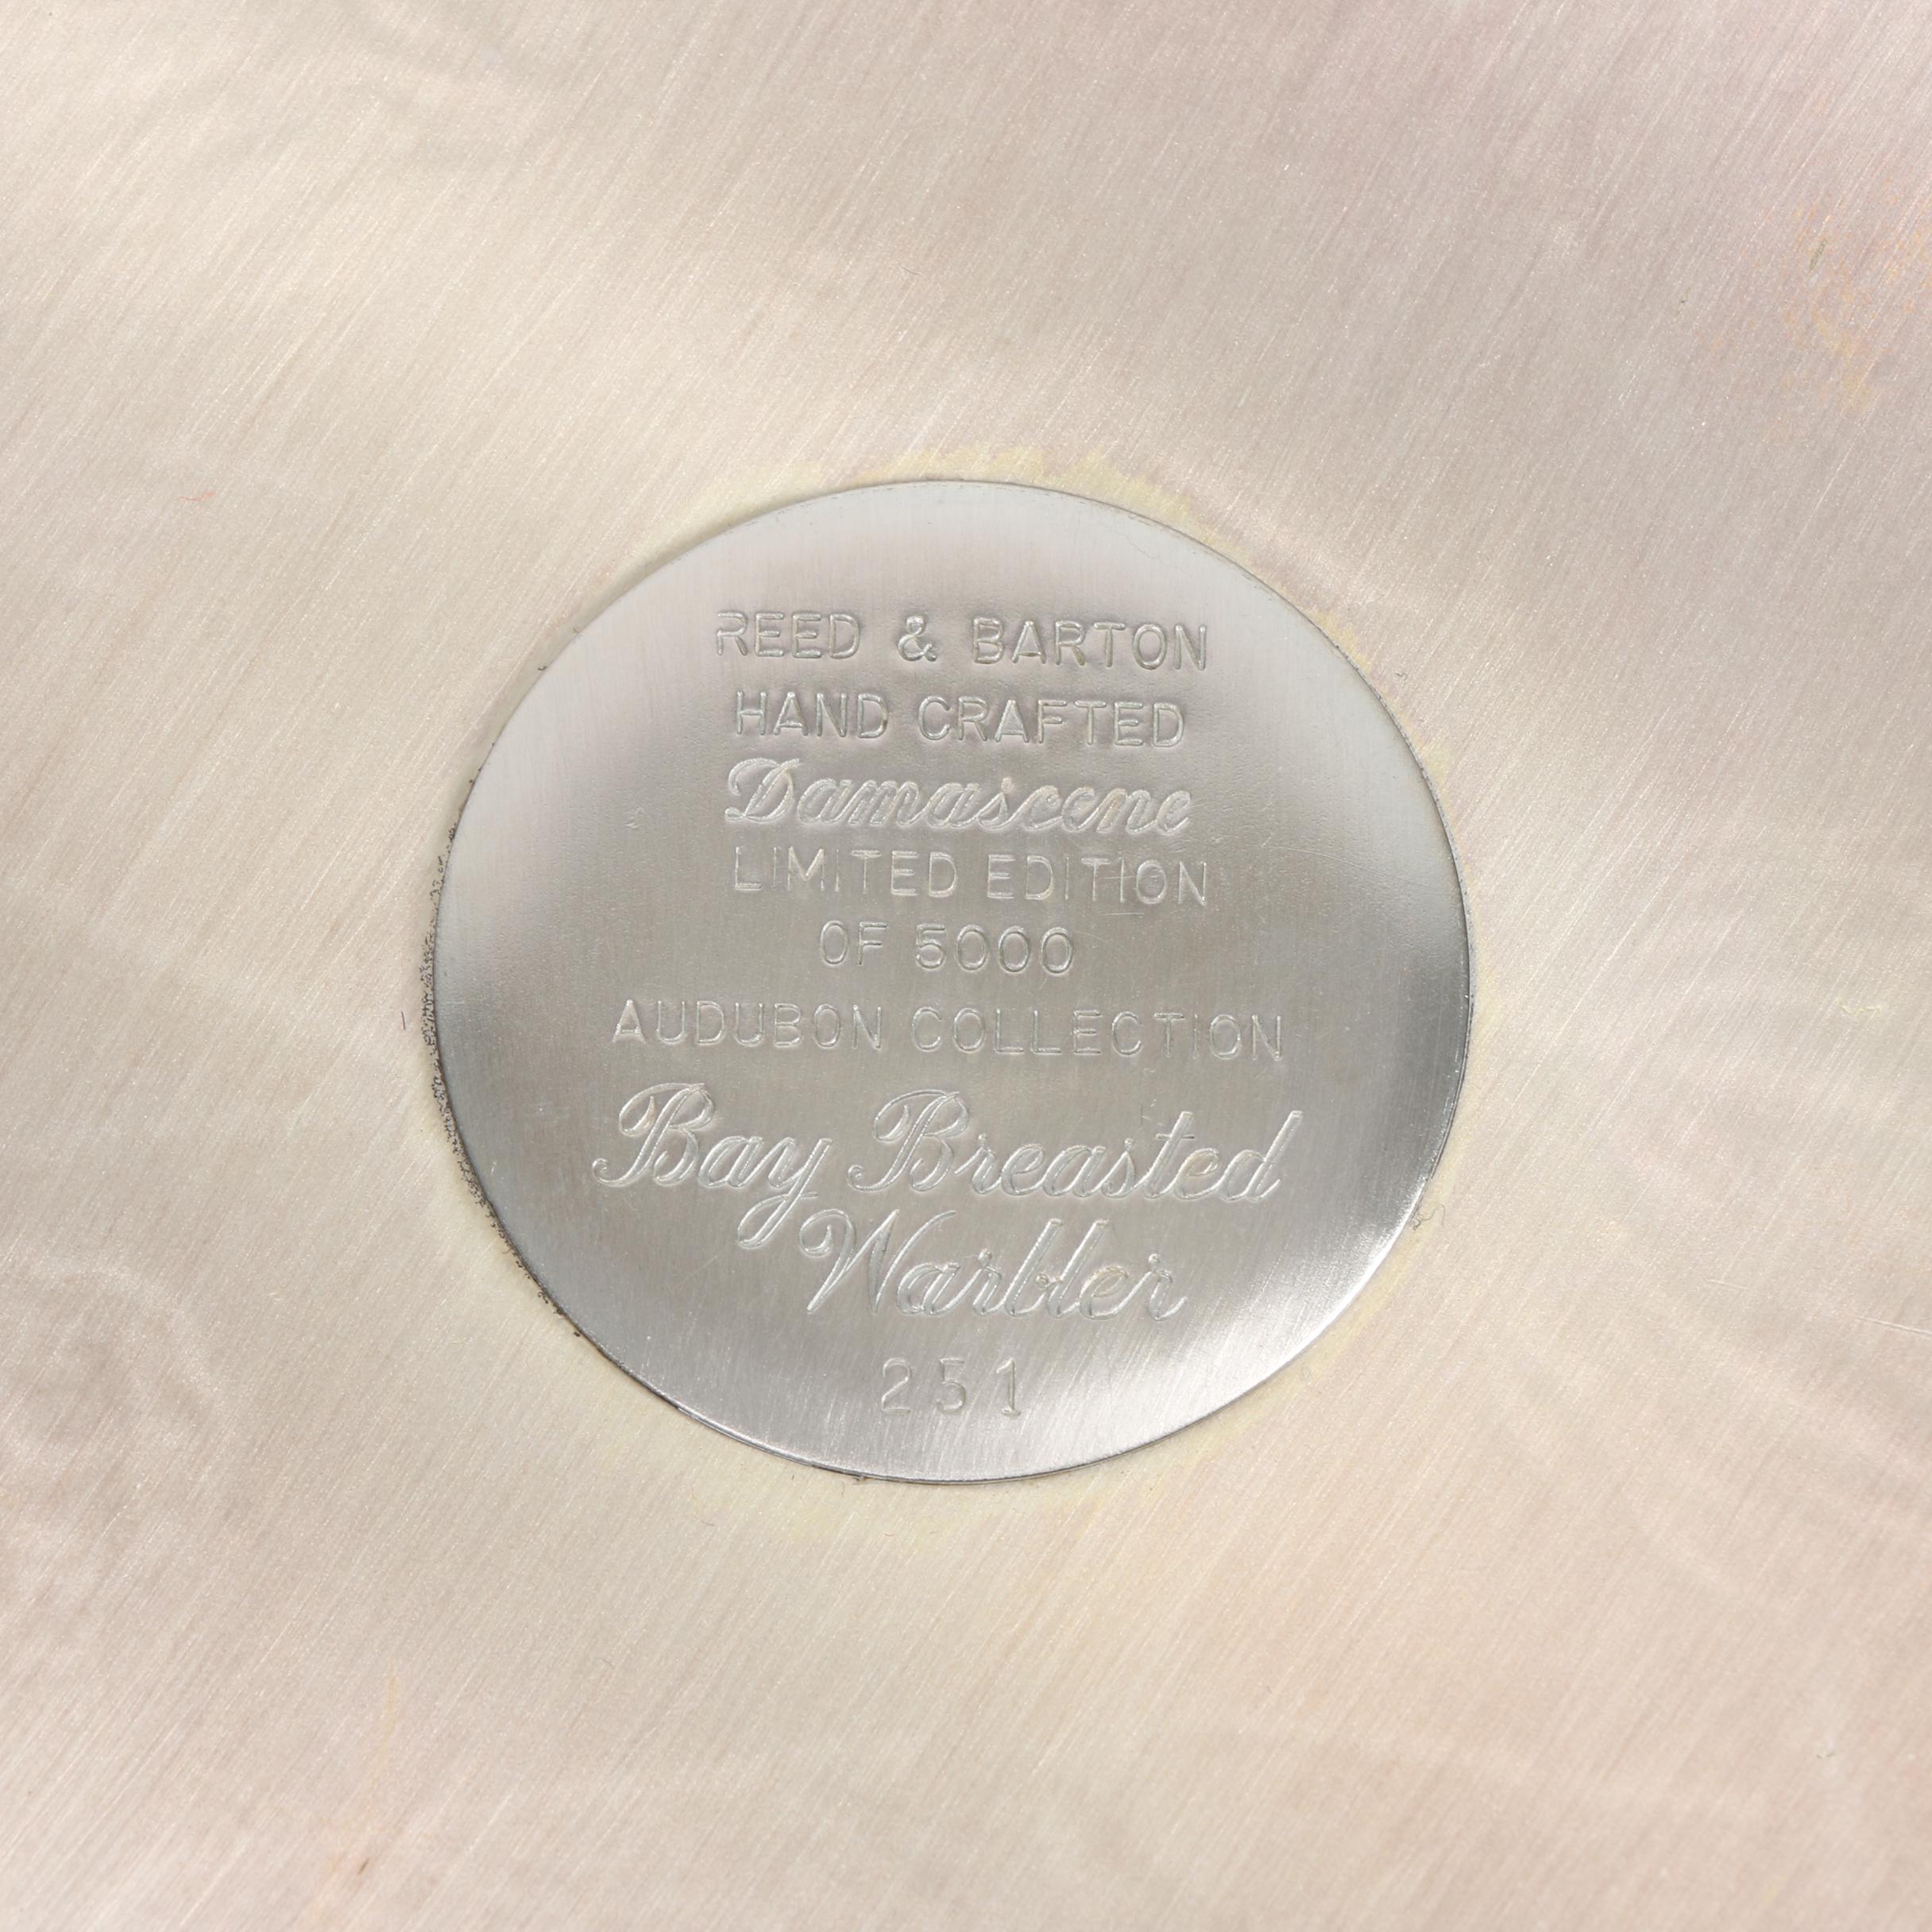 REED & BARTON
HAND CRAFTED
Damascene
LIMITED EDITION
OF 5000
AUDUBON COLLECTION
Bay Breasted
Warbler
251